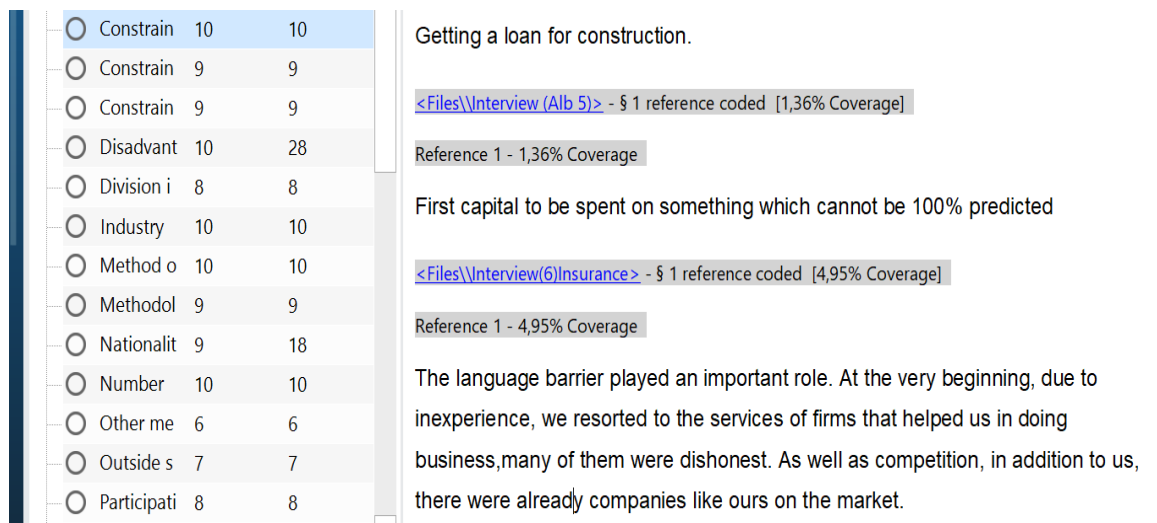 Constrain 10 10
Constrain 9 9
Constrain 9 9
Disadvant 10 28
Division i 8 8
Industry 10 10
Method o 10 10
Methodol 9 9
Nationalit 9 18
Number 10 10
Other me 6 6
Outside s 7 7
Participati 8 8
Getting a loan for construction.
<Files\\Interview (Alb 5)> - § 1 reference coded [1,36% Coverage]
Reference 1 - 1,36% Coverage
First capital to be spent on something which cannot be 100% predicted
<Files\\Interview(6)Insurance> - § 1 reference coded [4,95% Coverage]
Reference 1 - 4,95% Coverage
The language barrier played an important role. At the very beginning, due to
inexperience, we resorted to the services of firms that helped us in doing
business,many of them were dishonest. As well as competition, in addition to us,
there were already companies like ours on the market.